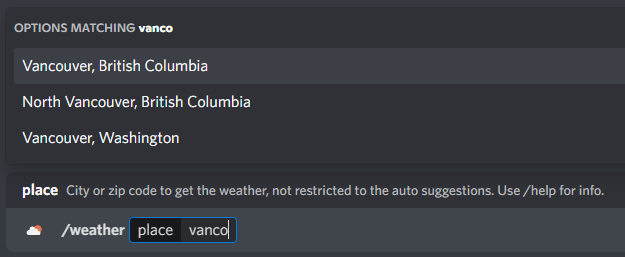 OPTIONS MATCHING vanco
Vancouver, British Columbia
North Vancouver, British Columbia
Vancouver, Washington
place City or zip code to get the weather, not restricted to the auto suggestions. Use /help for info.
/weather place vanco